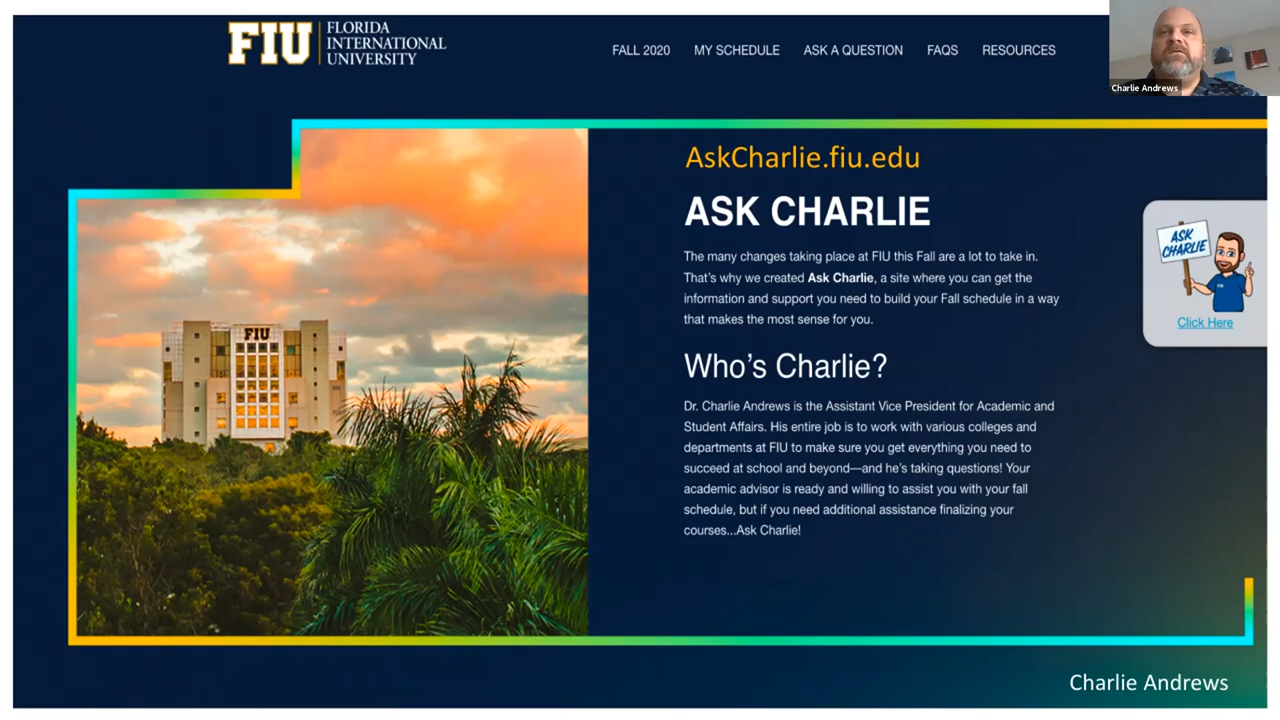 FIU
FLORIDA
INTERNATIONAL
UNIVERSITY
FALL 2020
MY SCHEDULE
ASK A QUESTION
FAQS
RESOURCES
Charlie Andrews
AskCharlie.fiu.edu
ASK CHARLIE
The many changes taking place at FIU this Fall are a lot to take in.
That's why we created Ask Charlie, a site where you can get the
information and support you need to build your Fall schedule in a way
that makes the most sense for you.
Who's Charlie?
Dr. Charlie Andrews is the Assistant Vice President for Academic and
Student Affairs. His entire job is to work with various colleges and
departments at FIU to make sure you get everything you need to
succeed at school and beyond—and he's taking questions! Your
academic advisor is ready and willing to assist you with your fall
schedule, but if you need additional assistance finalizing your
courses...Ask Charlie!
FIU
ASK
CHARLIE
FIU
Click Here
Charlie Andrews